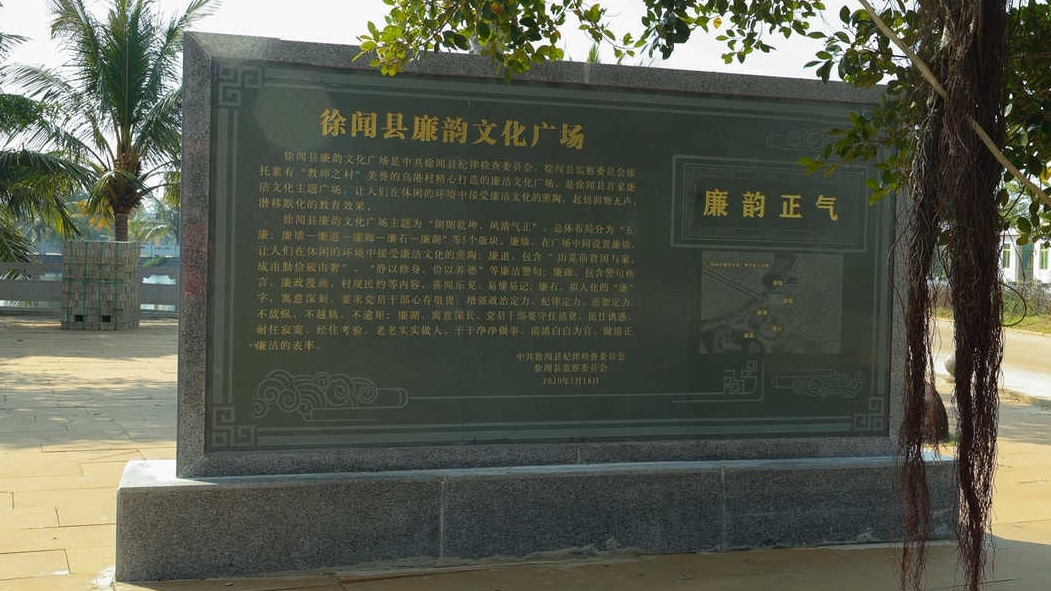 徐闻县廉韵文化广场
徐闻县廉韵文化广场是中共徐闻县纪律检查委员会、徐闻县监察委员会依
托素有“教师之村”美誉的仕港村精心打造的廉洁文化广场，是徐闻县首家廉
洁文化主题广场，让人们在休闲的环境中接受廉洁文化的熏陶，起到润物无声、
潜移默化的教育效果。
徐闻县廉韵文化广场主题为“朗朗乾坤、风清气正”，总体布局分为“五
廉：廉墙—廉道—廉廊—廉石—廉湖”等5个版块。廉墙，在广场中间设置廉墙，
让人们在休闲的环境中接受廉洁文化的熏陶；廉道，包含“历览前贤国与家，
成由勤俭破由奢”、“静以修身、俭以养德”等廉洁警句；廉廊，包含警句格
言、廉政漫画、村规民约等内容，喜闻乐见、易懂易记；廉石，拟人化的“廉”
字，寓意深刻，要求党员干部心存敬畏，增强政治定力、纪律定力、道德定力，
不放纵、不越轨、不逾矩；廉湖，寓意深长，党员干部要守住清贫、抵住诱惑、
耐住寂寞、经住考验，老老实实做人，干干净净做事，清清白白为官，做清正
廉洁的表率。
中共徐闻县纪律检查委员会
徐闻县监察委员会
2020年1月18日
廉韵正气